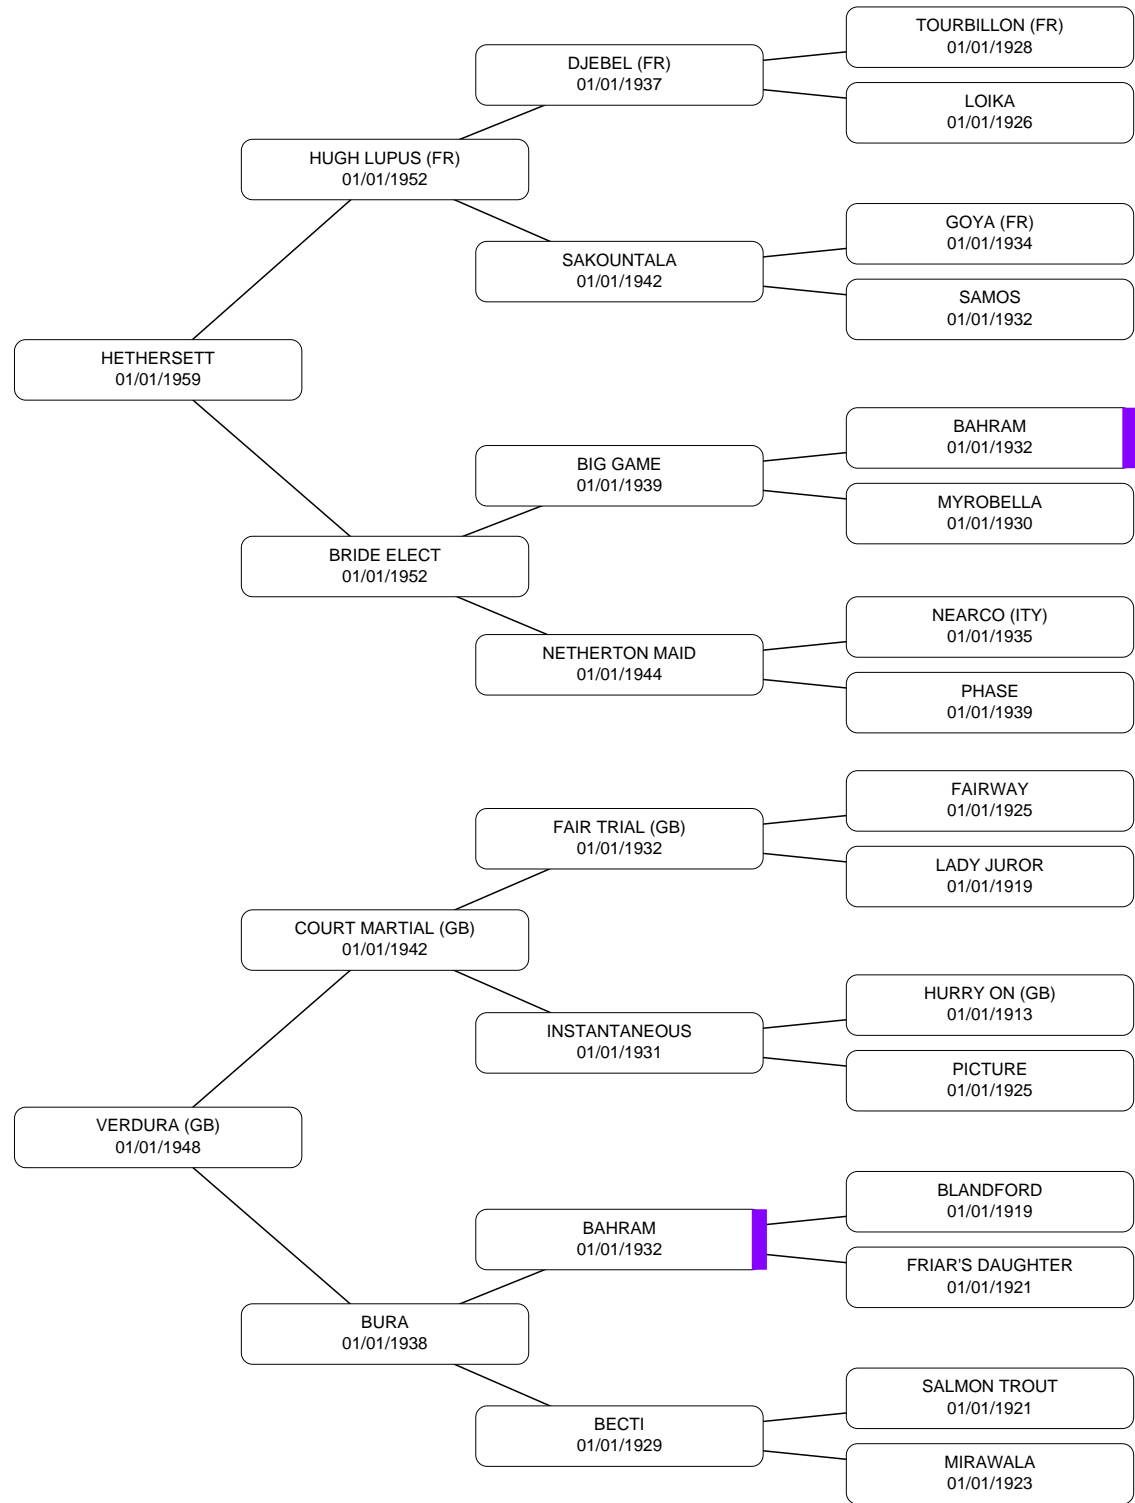 TOURBILLON (FR)
01/01/1928
DJEBEL (FR)
01/01/1937
LOIKA
01/01/1926
HUGH LUPUS (FR)
01/01/1952
GOYA (FR)
01/01/1934
SAKOUNTALA
01/01/1942
SAMOS
01/01/1932
HETHERSETT
01/01/1959
BAHRAM
01/01/1932
BIG GAME
01/01/1939
MYROBELLA
01/01/1930
BRIDE ELECT
01/01/1952
NEARCO (ITY)
01/01/1935
NETHERTON MAID
01/01/1944
PHASE
01/01/1939
FAIRWAY
01/01/1925
FAIR TRIAL (GB)
01/01/1932
LADY JUROR
01/01/1919
COURT MARTIAL (GB)
01/01/1942
HURRY ON (GB)
01/01/1913
INSTANTANEOUS
01/01/1931
PICTURE
01/01/1925
VERDURA (GB)
01/01/1948
BLANDFORD
01/01/1919
BAHRAM
01/01/1932
FRIAR'S DAUGHTER
01/01/1921
BURA
01/01/1938
SALMON TROUT
01/01/1921
BECTI
01/01/1929
MIRAWALA
01/01/1923